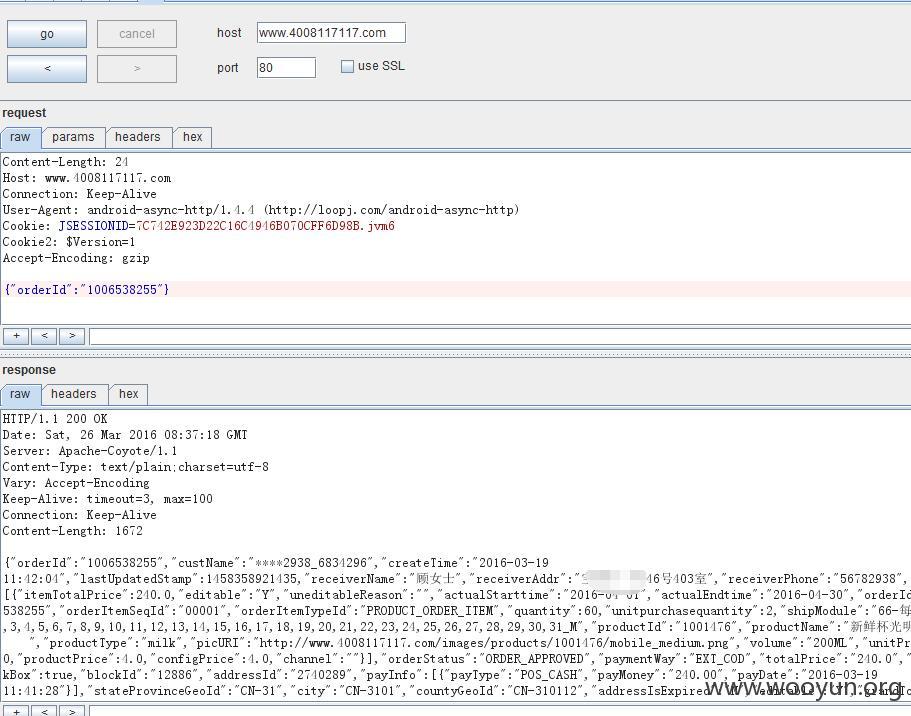 go
cancel
host
www.4008117117.com
<
>
port
80
use SSL
request
raw
params
headers
hex
Content-Length: 24
Host: www.4008117117.com
Connection: Keep-Alive
User-Agent: android-async-http/1.4.4 (http://loopj.com/android-async-http)
Cookie: JSESSIONID=7C742E923D22C16C4946B070CFF6D98B.jvm6
Cookie2: $Version=1
Accept-Encoding: gzip
{"orderId":"1006538255"}
+
<
>
response
raw
headers
hex
HTTP/1.1 200 OK
Date: Sat, 26 Mar 2016 08:37:18 GMT
Server: Apache-Coyote/1.1
Content-Type: text/plain;charset=utf-8
Vary: Accept-Encoding
Keep-Alive: timeout=3, max=100
Connection: Keep-Alive
Content-Length: 1672
{"orderId":"1006538255","custName":"****2938_6834296","createTime":"2016-03-19
11:42:04","lastUpdatedStamp":1458358921435,"receiverName":"顾女士","receiverAddr":" 46号403室","receiverPhone":"56782938",
[{"itemTotalPrice":240.0,"editable":"Y","uneditableReason":"","actualStarttime":"2016-04-01","actualEndtime":"2016-04-30","orderId
538255","orderItemSeqId":"00001","orderItemTypeId":"PRODUCT_ORDER_ITEM","quantity":60,"unitpurchasequantity":2,"shipModule":"66-每
,3,4,5,6,7,8,9,10,11,12,13,14,15,16,17,18,19,20,21,22,23,24,25,26,27,28,29,30,31_M","productId":"1001476","productName":"新鲜杯光明
","productType":"milk","picURI":"http://www.4008117117.com/images/products/1001476/mobile_medium.png","volume":"200ML","unitPr
0,"productPrice":4.0,"configPrice":4.0,"channel":""}],"orderStatus":"ORDER_APPROVED","paymentWay":"EXI_COD","totalPrice":"240.0","
kBox":true,"blockId":"12886","addressId":"2740289","payInfo":[{"payType":"POS_CASH","payMoney":"240.00","payDate":"2016-03-19
11:41:28"}],"stateProvinceGeoId":"CN-31","city":"CN-3101","countyGeoId":"CN-310112","addressIsExpired
www.wooyun.org
+
<
>